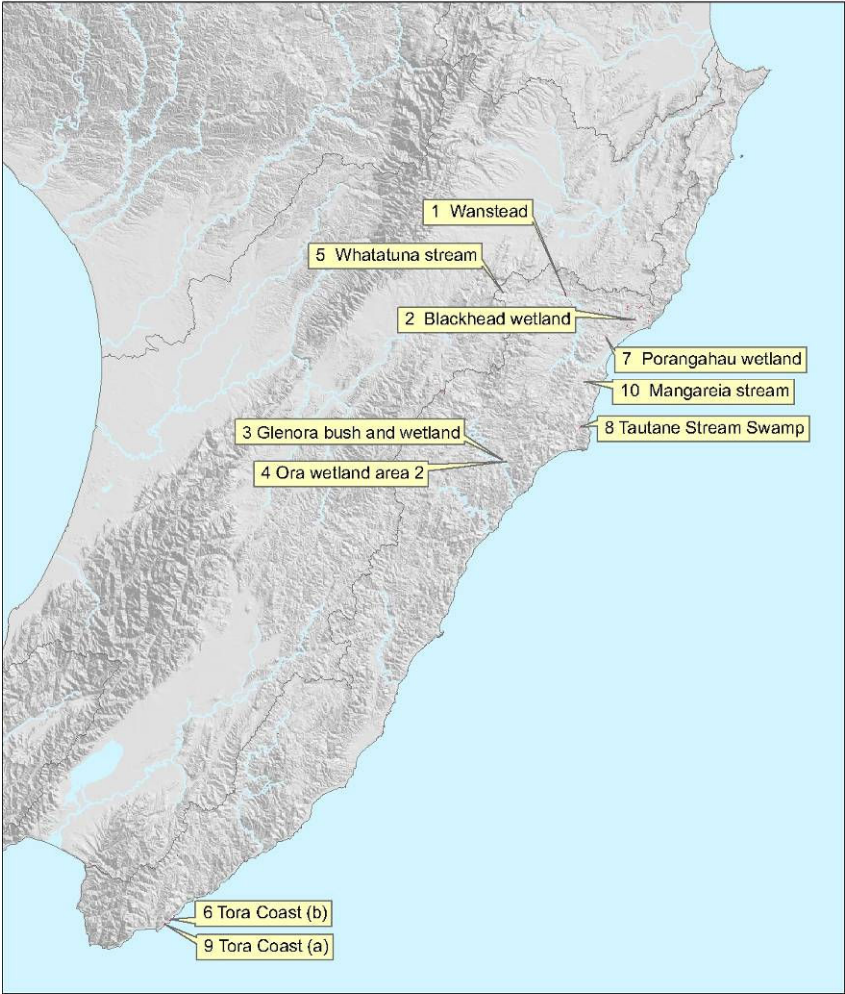 1 Wanstead
5 Whatatuna stream
2 Blackhead wetland
7 Porangahau wetland
10 Mangareia stream
8 Tautane Stream Swamp
3 Glenora bush and wetland
4 Ora wetland area 2
6 Tora Coast (b)
9 Tora Coast (a)